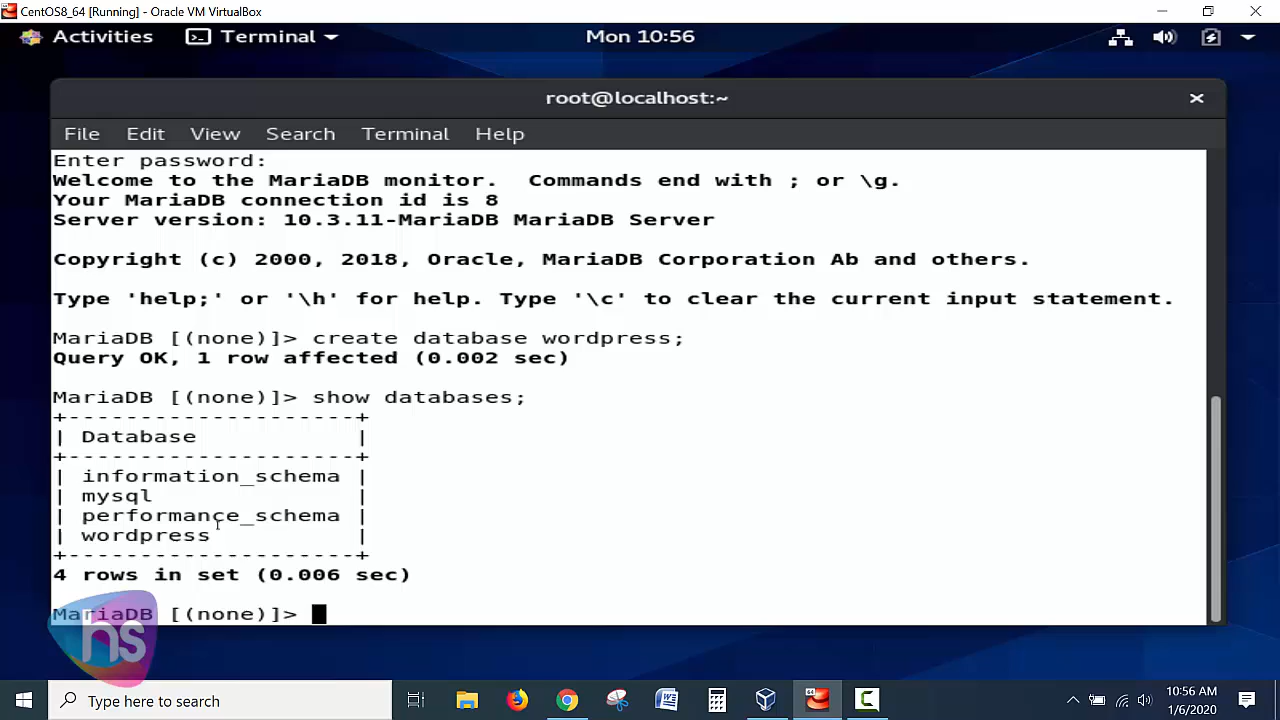 CentOS8_64 [Running] - Oracle VM VirtualBox
Activities Terminal Mon 10:56
root@localhost:~
File Edit View Search Terminal Help
Enter password:
Welcome to the MariaDB monitor.  Commands end with ; or \g.
Your MariaDB connection id is 8
Server version: 10.3.11-MariaDB MariaDB Server
Copyright (c) 2000, 2018, Oracle, MariaDB Corporation Ab and others.
Type 'help;' or '\h' for help. Type '\c' to clear the current input statement.
MariaDB [(none)]> create database wordpress;
Query OK, 1 row affected (0.002 sec)
MariaDB [(none)]> show databases;
+--------------------+
| Database           |
+--------------------+
| information_schema |
| mysql              |
| performance_schema |
| wordpress          |
+--------------------+
4 rows in set (0.006 sec)
MariaDB [(none)]>
ns
Type here to search
10:56 AM
1/6/2020